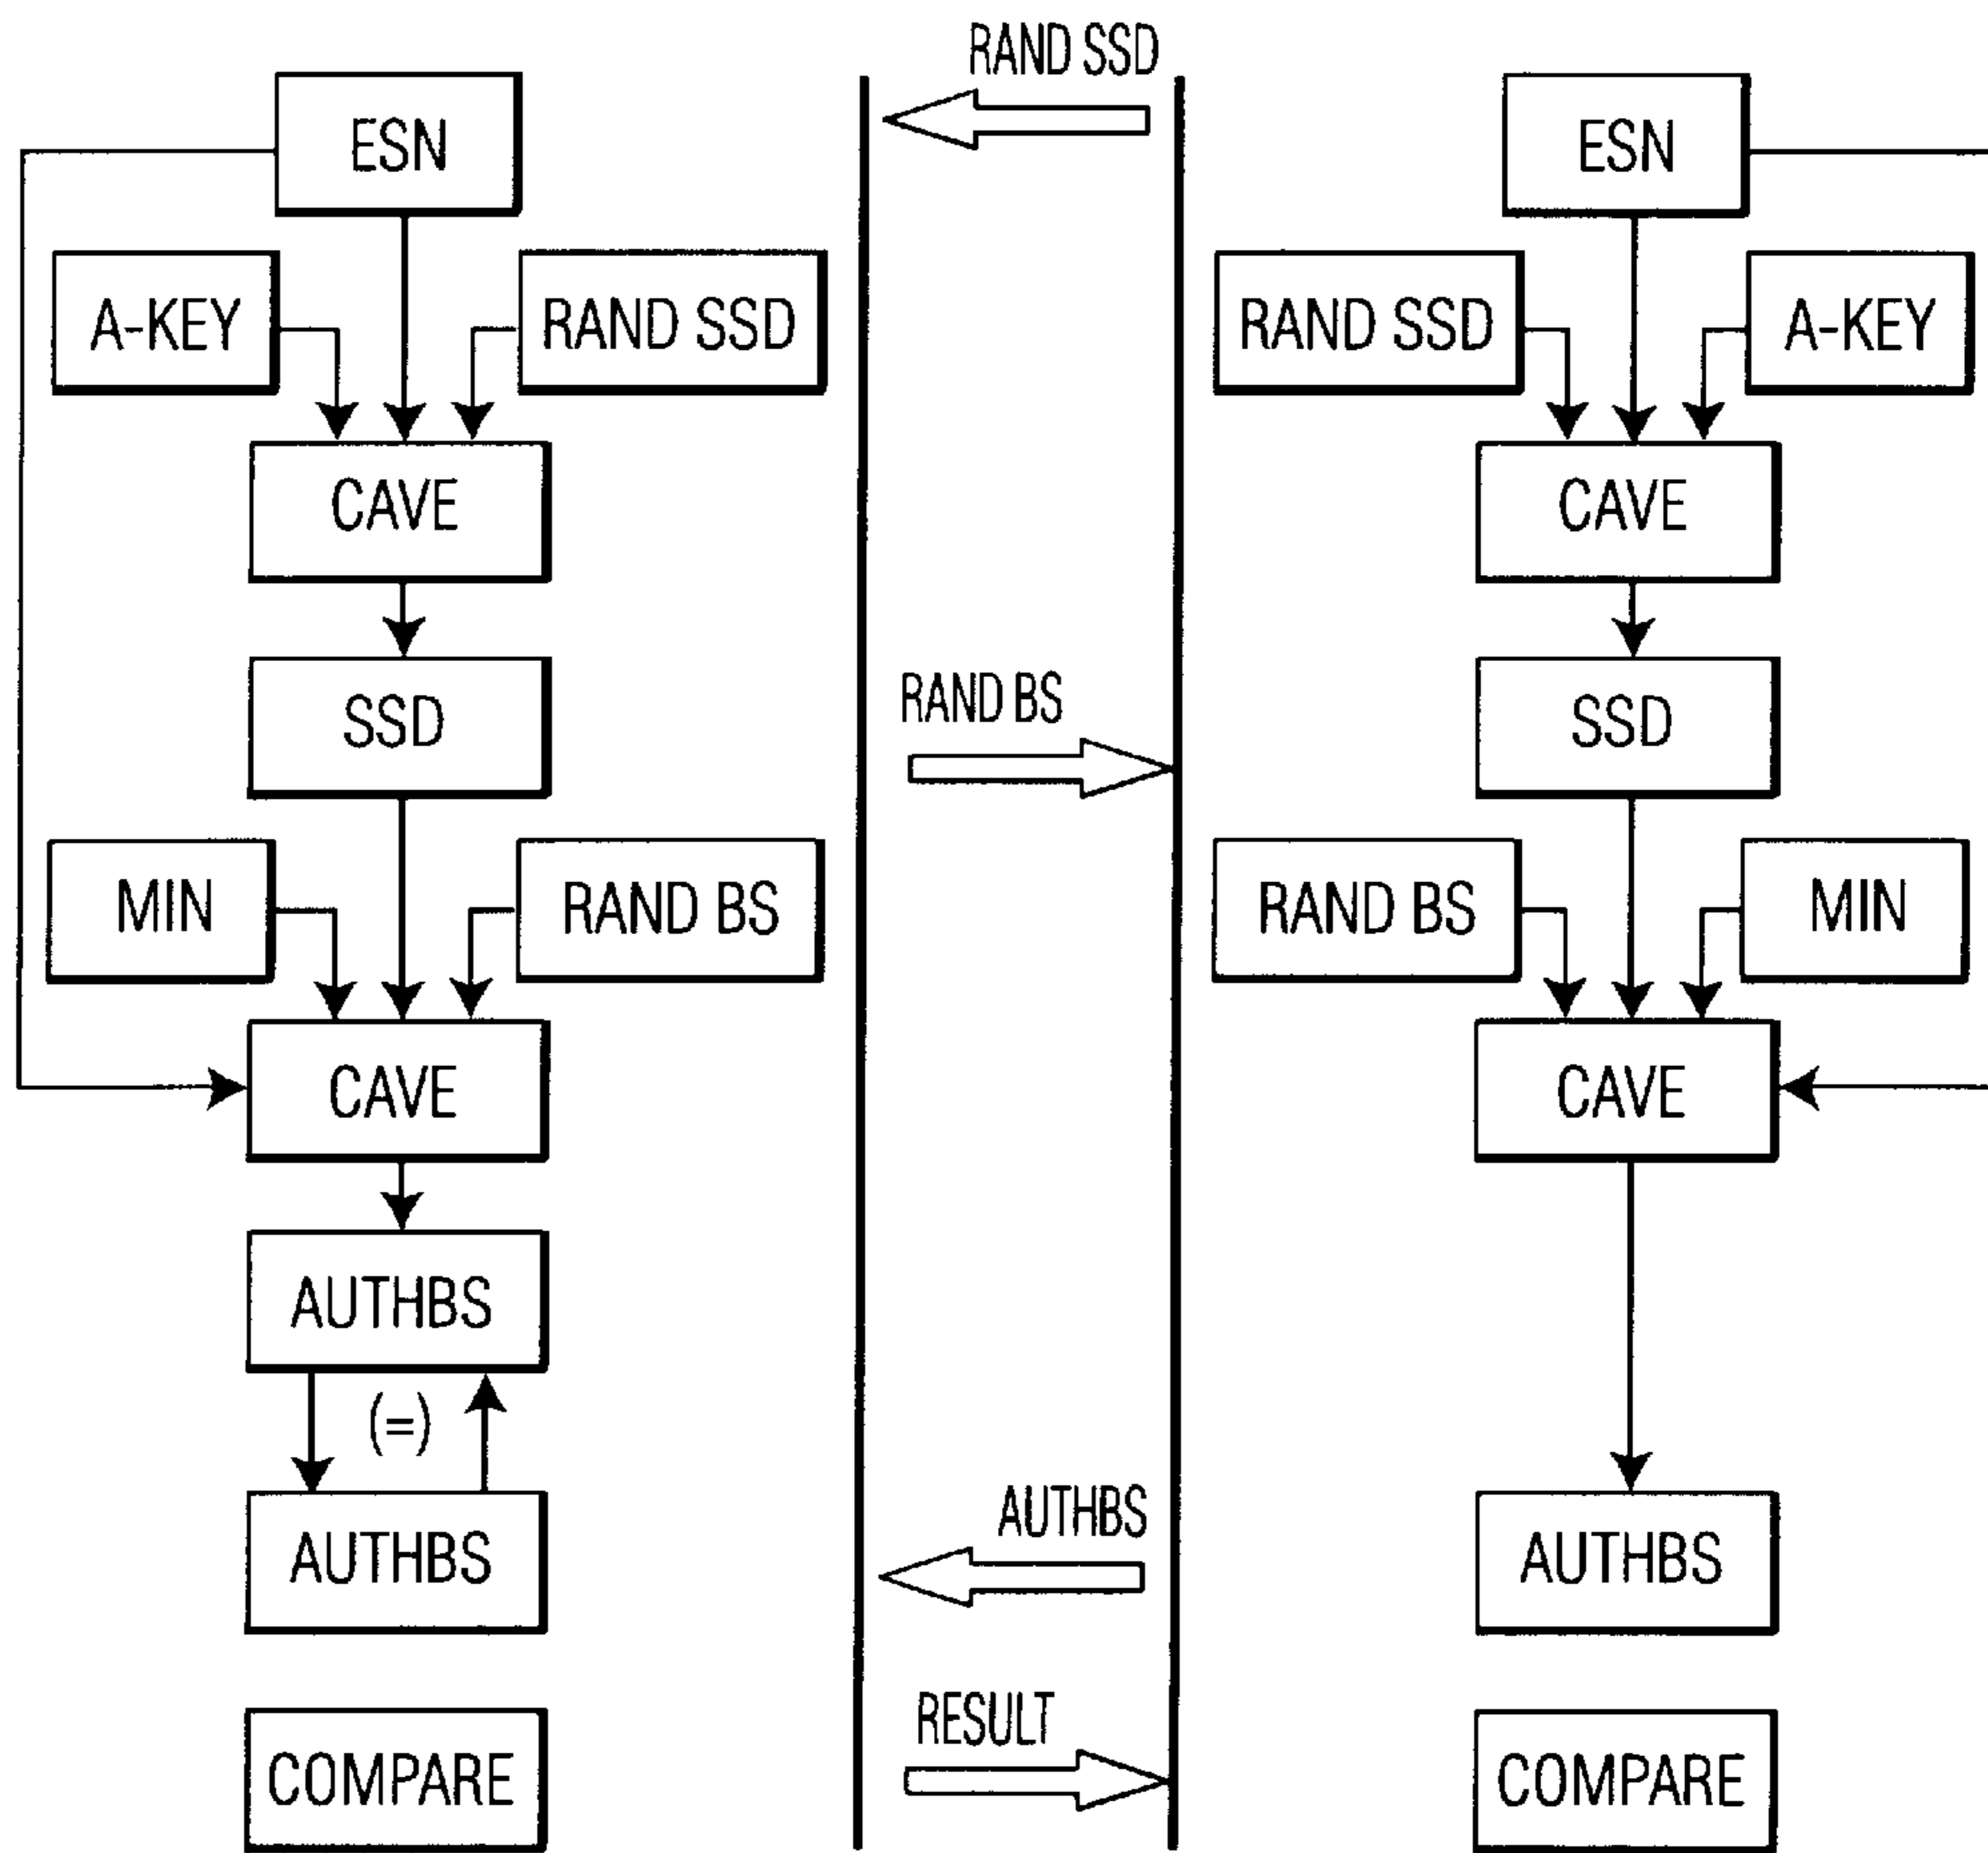 RAND SSD
ESN
ESN
A-KEY
RAND SSD
RAND SSD
A-KEY
CAVE
CAVE
SSD
RAND BS
SSD
MIN
RAND BS
RAND BS
MIN
CAVE
CAVE
AUTHBS
(=)
AUTHBS
AUTHBS
AUTHBS
RESULT
COMPARE
COMPARE